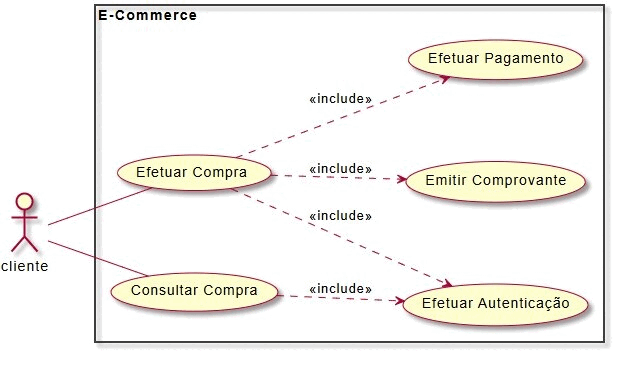 E-Commerce
Efetuar Pagamento
«include»
Efetuar Compra
«include»
Emitir Comprovante
«include»
cliente
Consultar Compra
«include»
Efetuar Autenticação